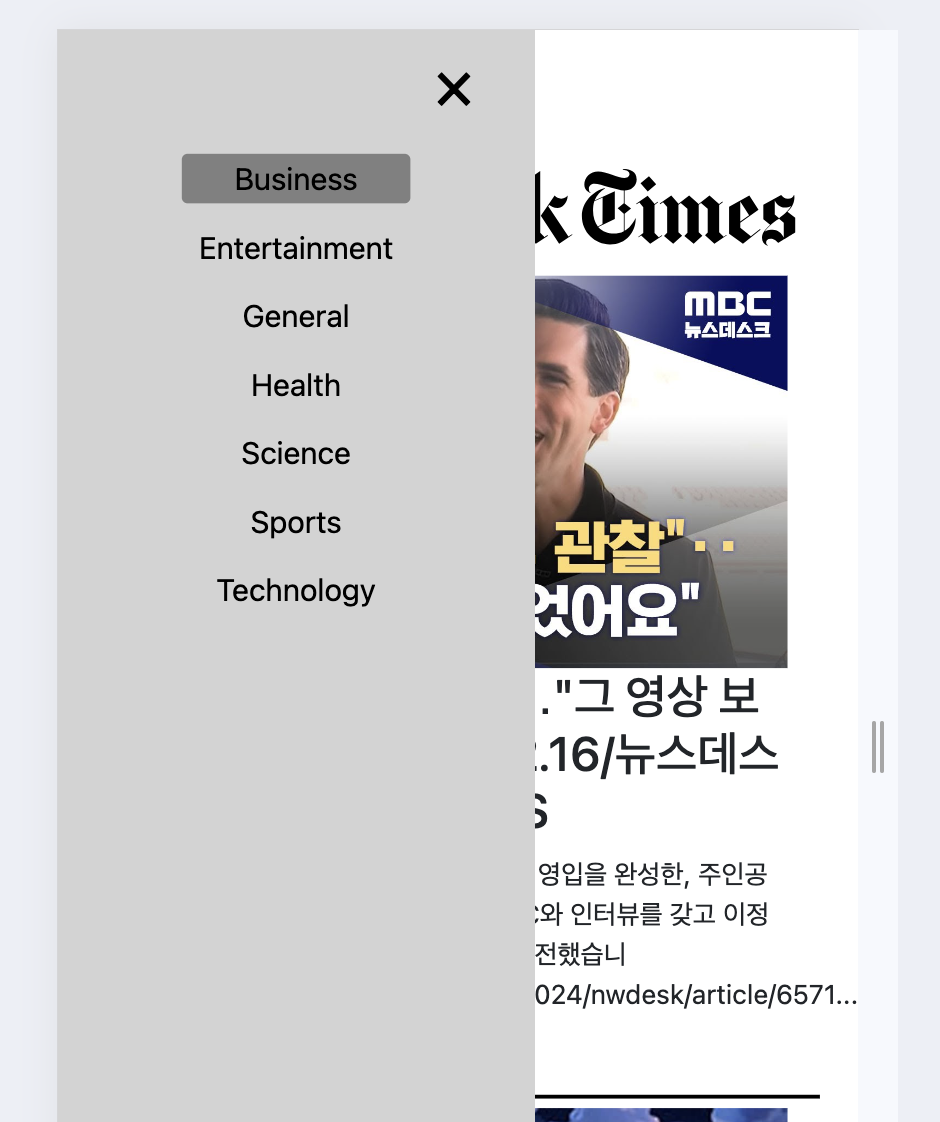 Business
Entertainment
General
Health
Science
Sports
Technology
k Times
MBC
뉴스데스크
관찰"··
었어요"
."그 영상 보
.16/뉴스데스
S
영입을 완성한, 주인공
C와 인터뷰를 갖고 이정
전했습니
024/nwdesk/article/6571...